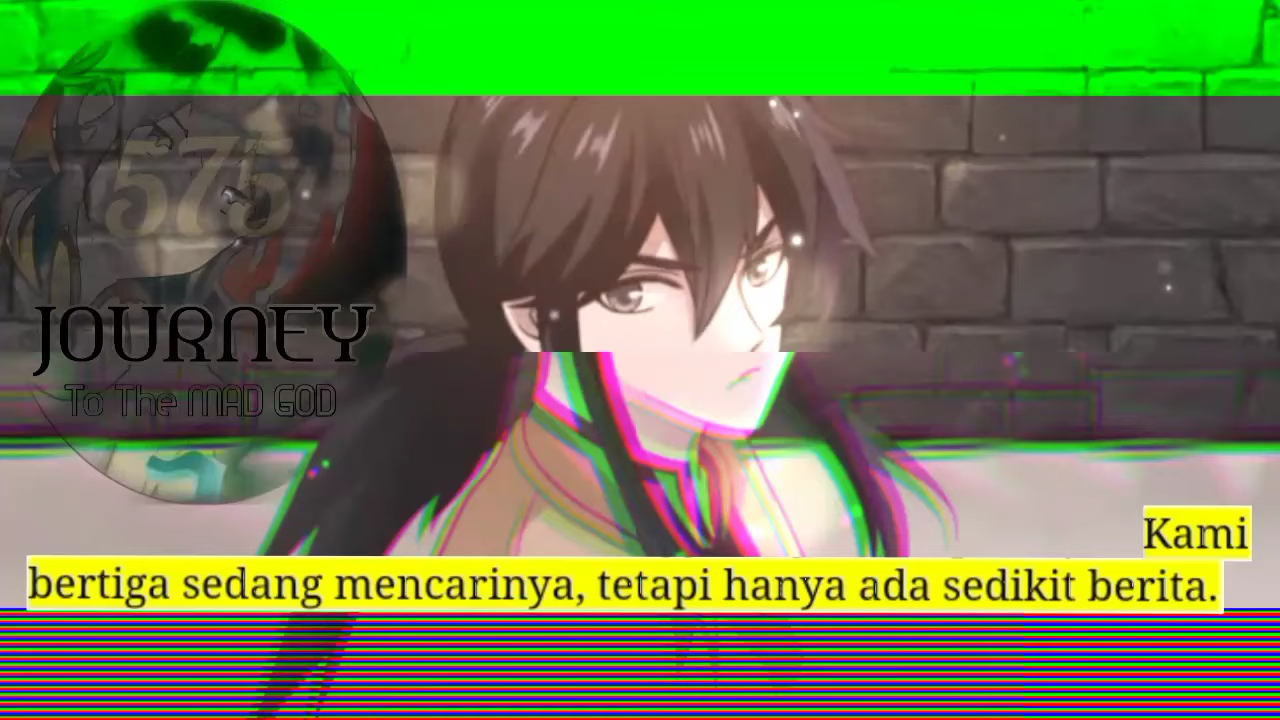 575
JOURNEY
To The MAD GOD
Kami
bertiga sedang mencarinya, tetapi hanya ada sedikit berita.